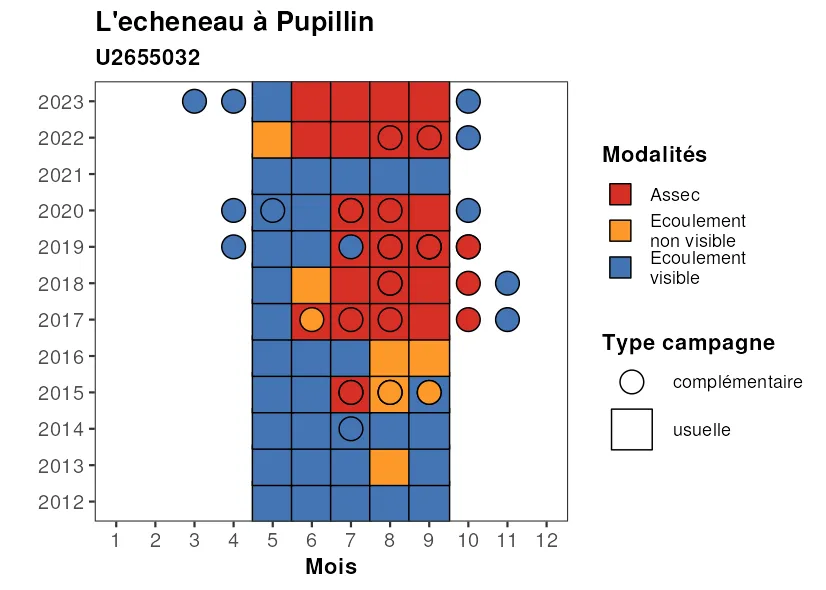 L'echeneau à Pupillin
U2655032
2023
2022
2021
2020
2019
2018
2017
2016
2015
2014
2013
2012
1 2 3 4 5 6 7 8 9 10 11 12
Mois
Modalités
Assec
Ecoulement
non visible
Ecoulement
visible
Type campagne
complémentaire
usuelle